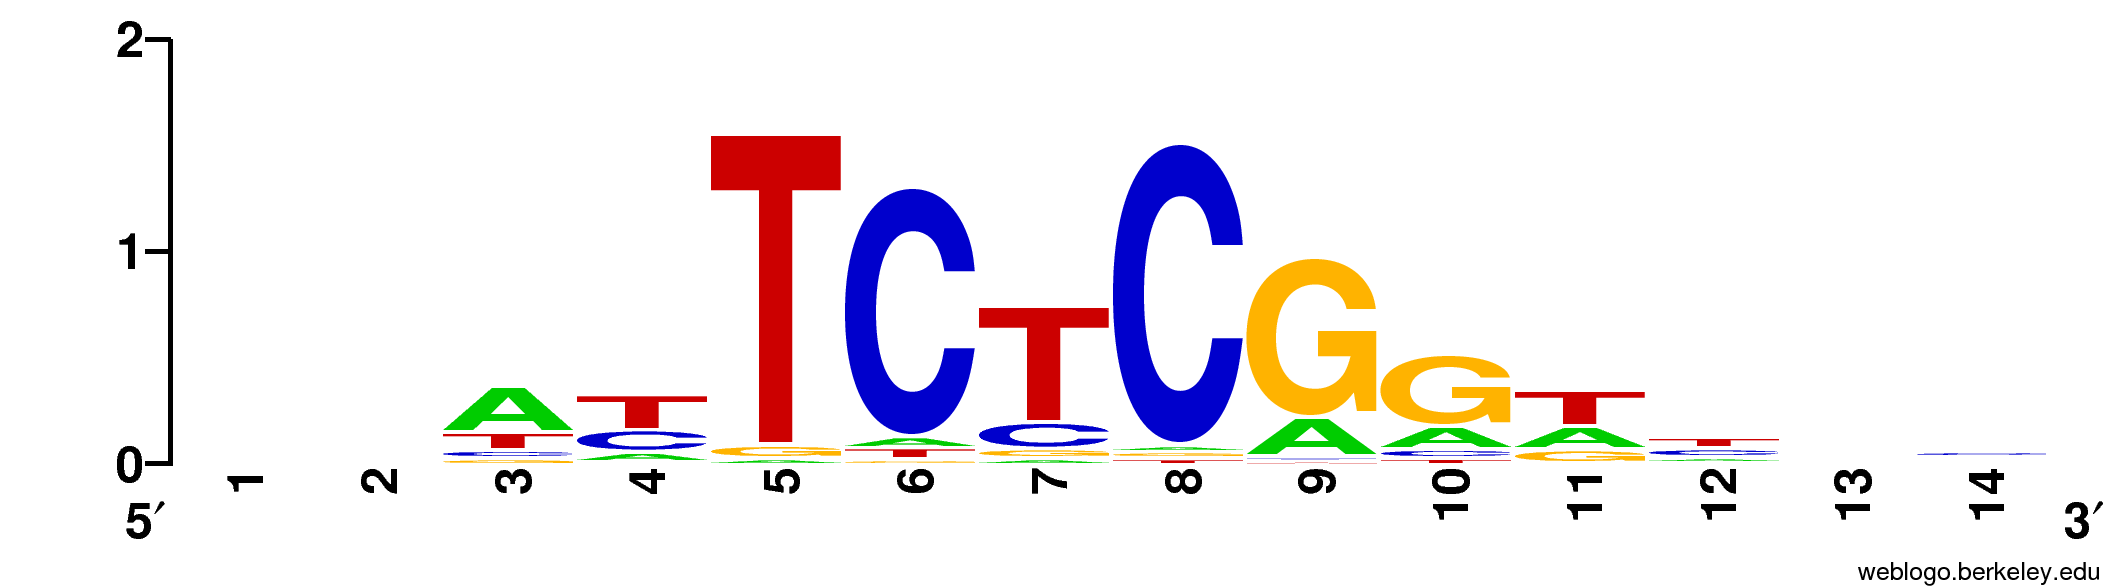 2
1
0
A T T C T C G G T T
T C G A C A A A A C
C A A T G G C C G A
G G A T
1 2 3 4 5 6 7 8 9 10 11 12 13 14
5′ 3′
weblogo.berkeley.edu